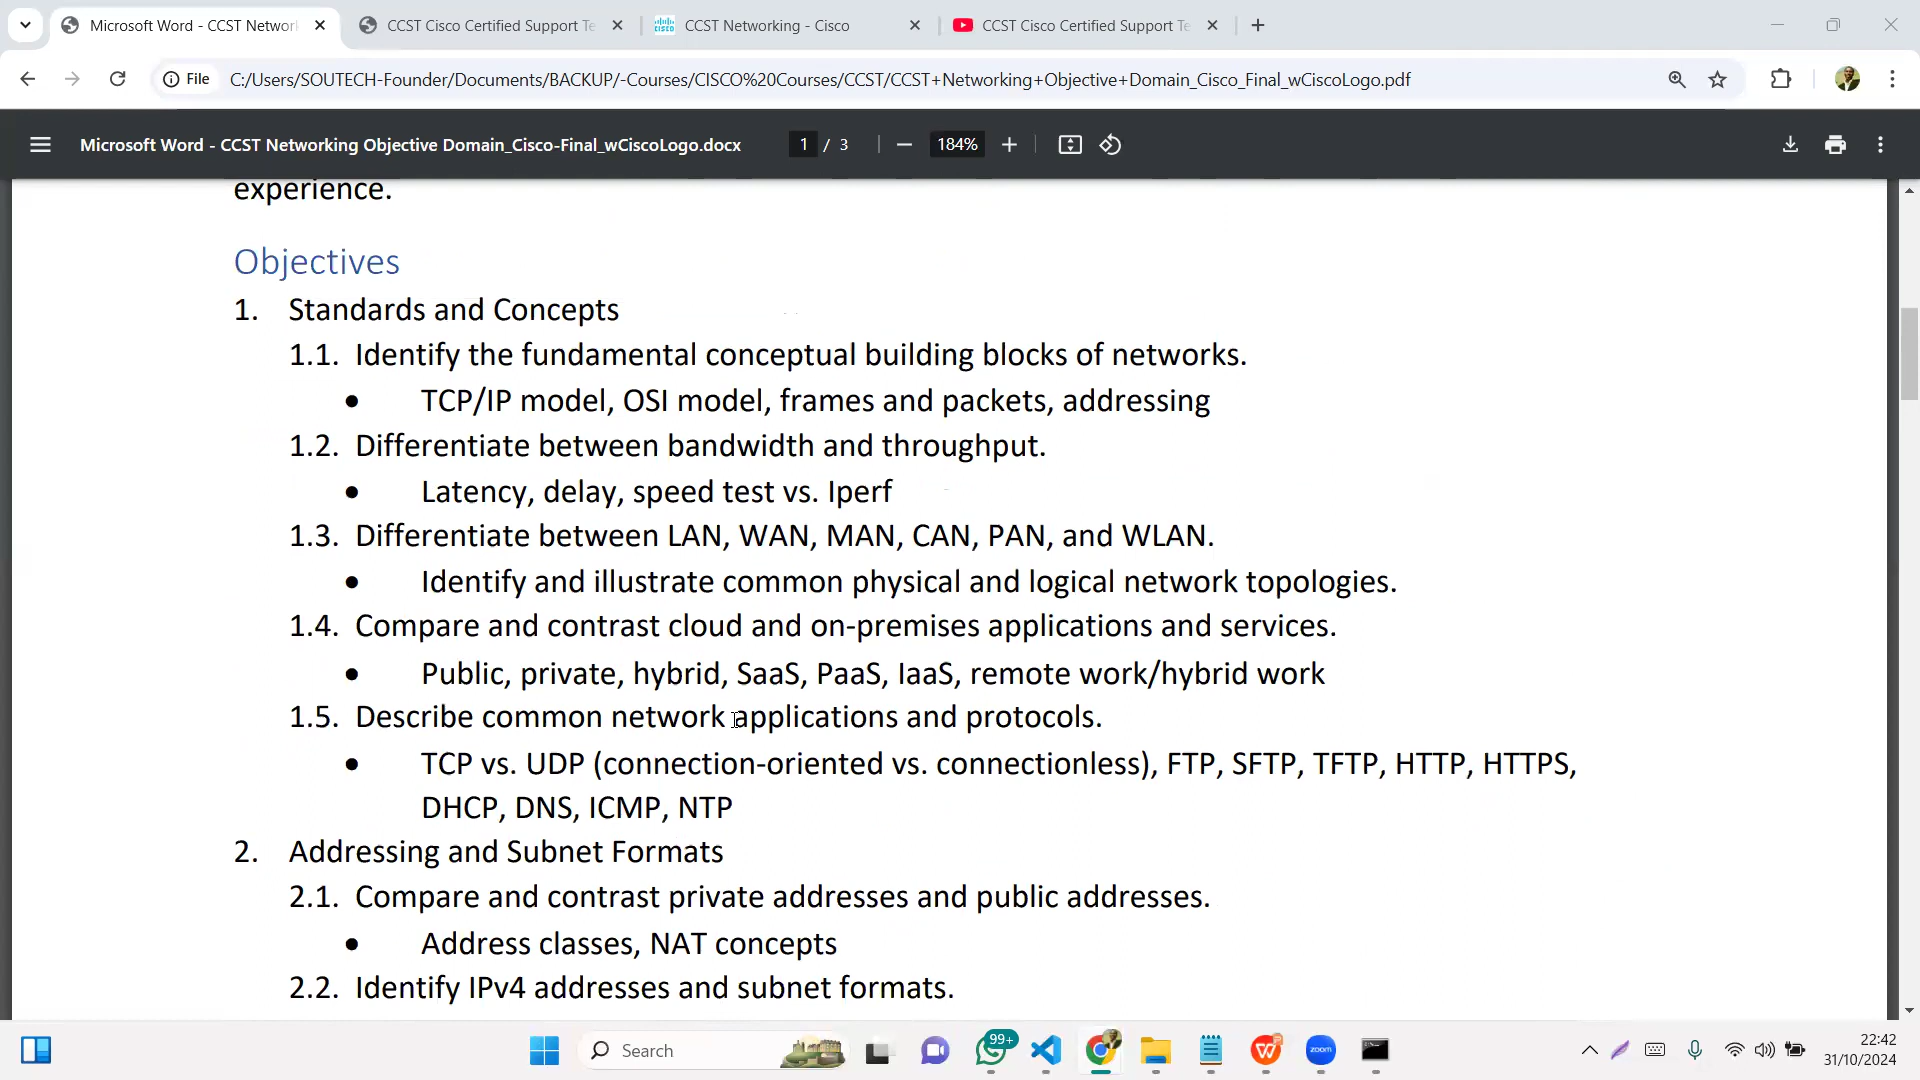 Microsoft Word - CCST Network
CCST Cisco Certified Support Te
CISCO
CCST Networking - Cisco
CCST Cisco Certified Support Te
File
C:/Users/SOUTECH-Founder/Documents/BACKUP/-Courses/CISCO%20Courses/CCST/CCST+Networking+Objective+Domain_Cisco_Final_wCiscoLogo.pdf
Microsoft Word - CCST Networking Objective Domain_Cisco-Final_wCiscoLogo.docx
1 / 3
184%
experience.
Objectives
1. Standards and Concepts
1.1. Identify the fundamental conceptual building blocks of networks.
• TCP/IP model, OSI model, frames and packets, addressing
1.2. Differentiate between bandwidth and throughput.
• Latency, delay, speed test vs. Iperf
1.3. Differentiate between LAN, WAN, MAN, CAN, PAN, and WLAN.
• Identify and illustrate common physical and logical network topologies.
1.4. Compare and contrast cloud and on-premises applications and services.
• Public, private, hybrid, SaaS, PaaS, IaaS, remote work/hybrid work
1.5. Describe common network applications and protocols.
• TCP vs. UDP (connection-oriented vs. connectionless), FTP, SFTP, TFTP, HTTP, HTTPS,
DHCP, DNS, ICMP, NTP
2. Addressing and Subnet Formats
2.1. Compare and contrast private addresses and public addresses.
• Address classes, NAT concepts
2.2. Identify IPv4 addresses and subnet formats.
Search
99+
zoom
22:42
31/10/2024